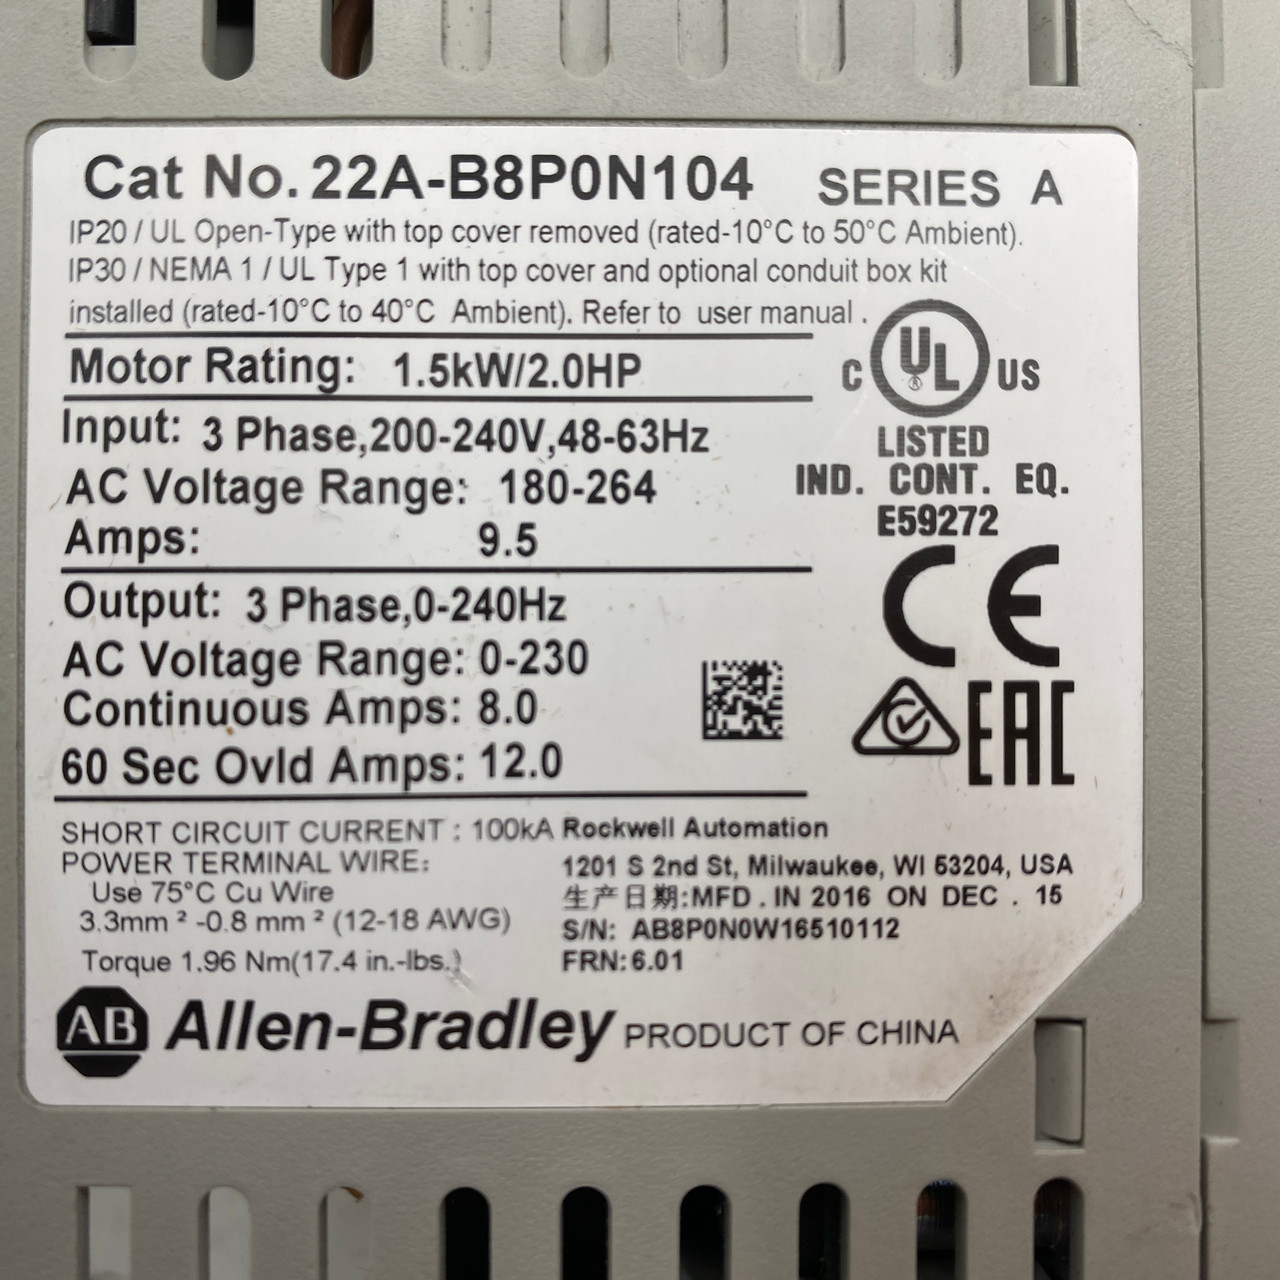 Cat No. 22A-B8P0N104 SERIES A
IP20 / UL Open-Type with top cover removed (rated-10°C to 50°C Ambient).
IP30 / NEMA 1 / UL Type 1 with top cover and optional conduit box kit
installed (rated-10°C to 40°C Ambient). Refer to user manual .
Motor Rating: 1.5kW/2.0HP
Input: 3 Phase,200-240V,48-63Hz
AC Voltage Range: 180-264
Amps: 9.5
Output: 3 Phase,0-240Hz
AC Voltage Range: 0-230
Continuous Amps: 8.0
60 Sec Ovld Amps: 12.0
C UL ® US
LISTED
IND. CONT. EQ.
E59272
CE
EAC
SHORT CIRCUIT CURRENT : 100kA
POWER TERMINAL WIRE:
Use 75°C Cu Wire
3.3mm ² -0.8 mm ² (12-18 AWG)
Torque 1.96 Nm(17.4 in.-lbs.)
Rockwell Automation
1201 S 2nd St, Milwaukee, WI 53204, USA
生产日期:MFD . IN 2016 ON DEC . 15
S/N: AB8P0N0W16510112
FRN: 6.01
AB Allen-Bradley PRODUCT OF CHINA